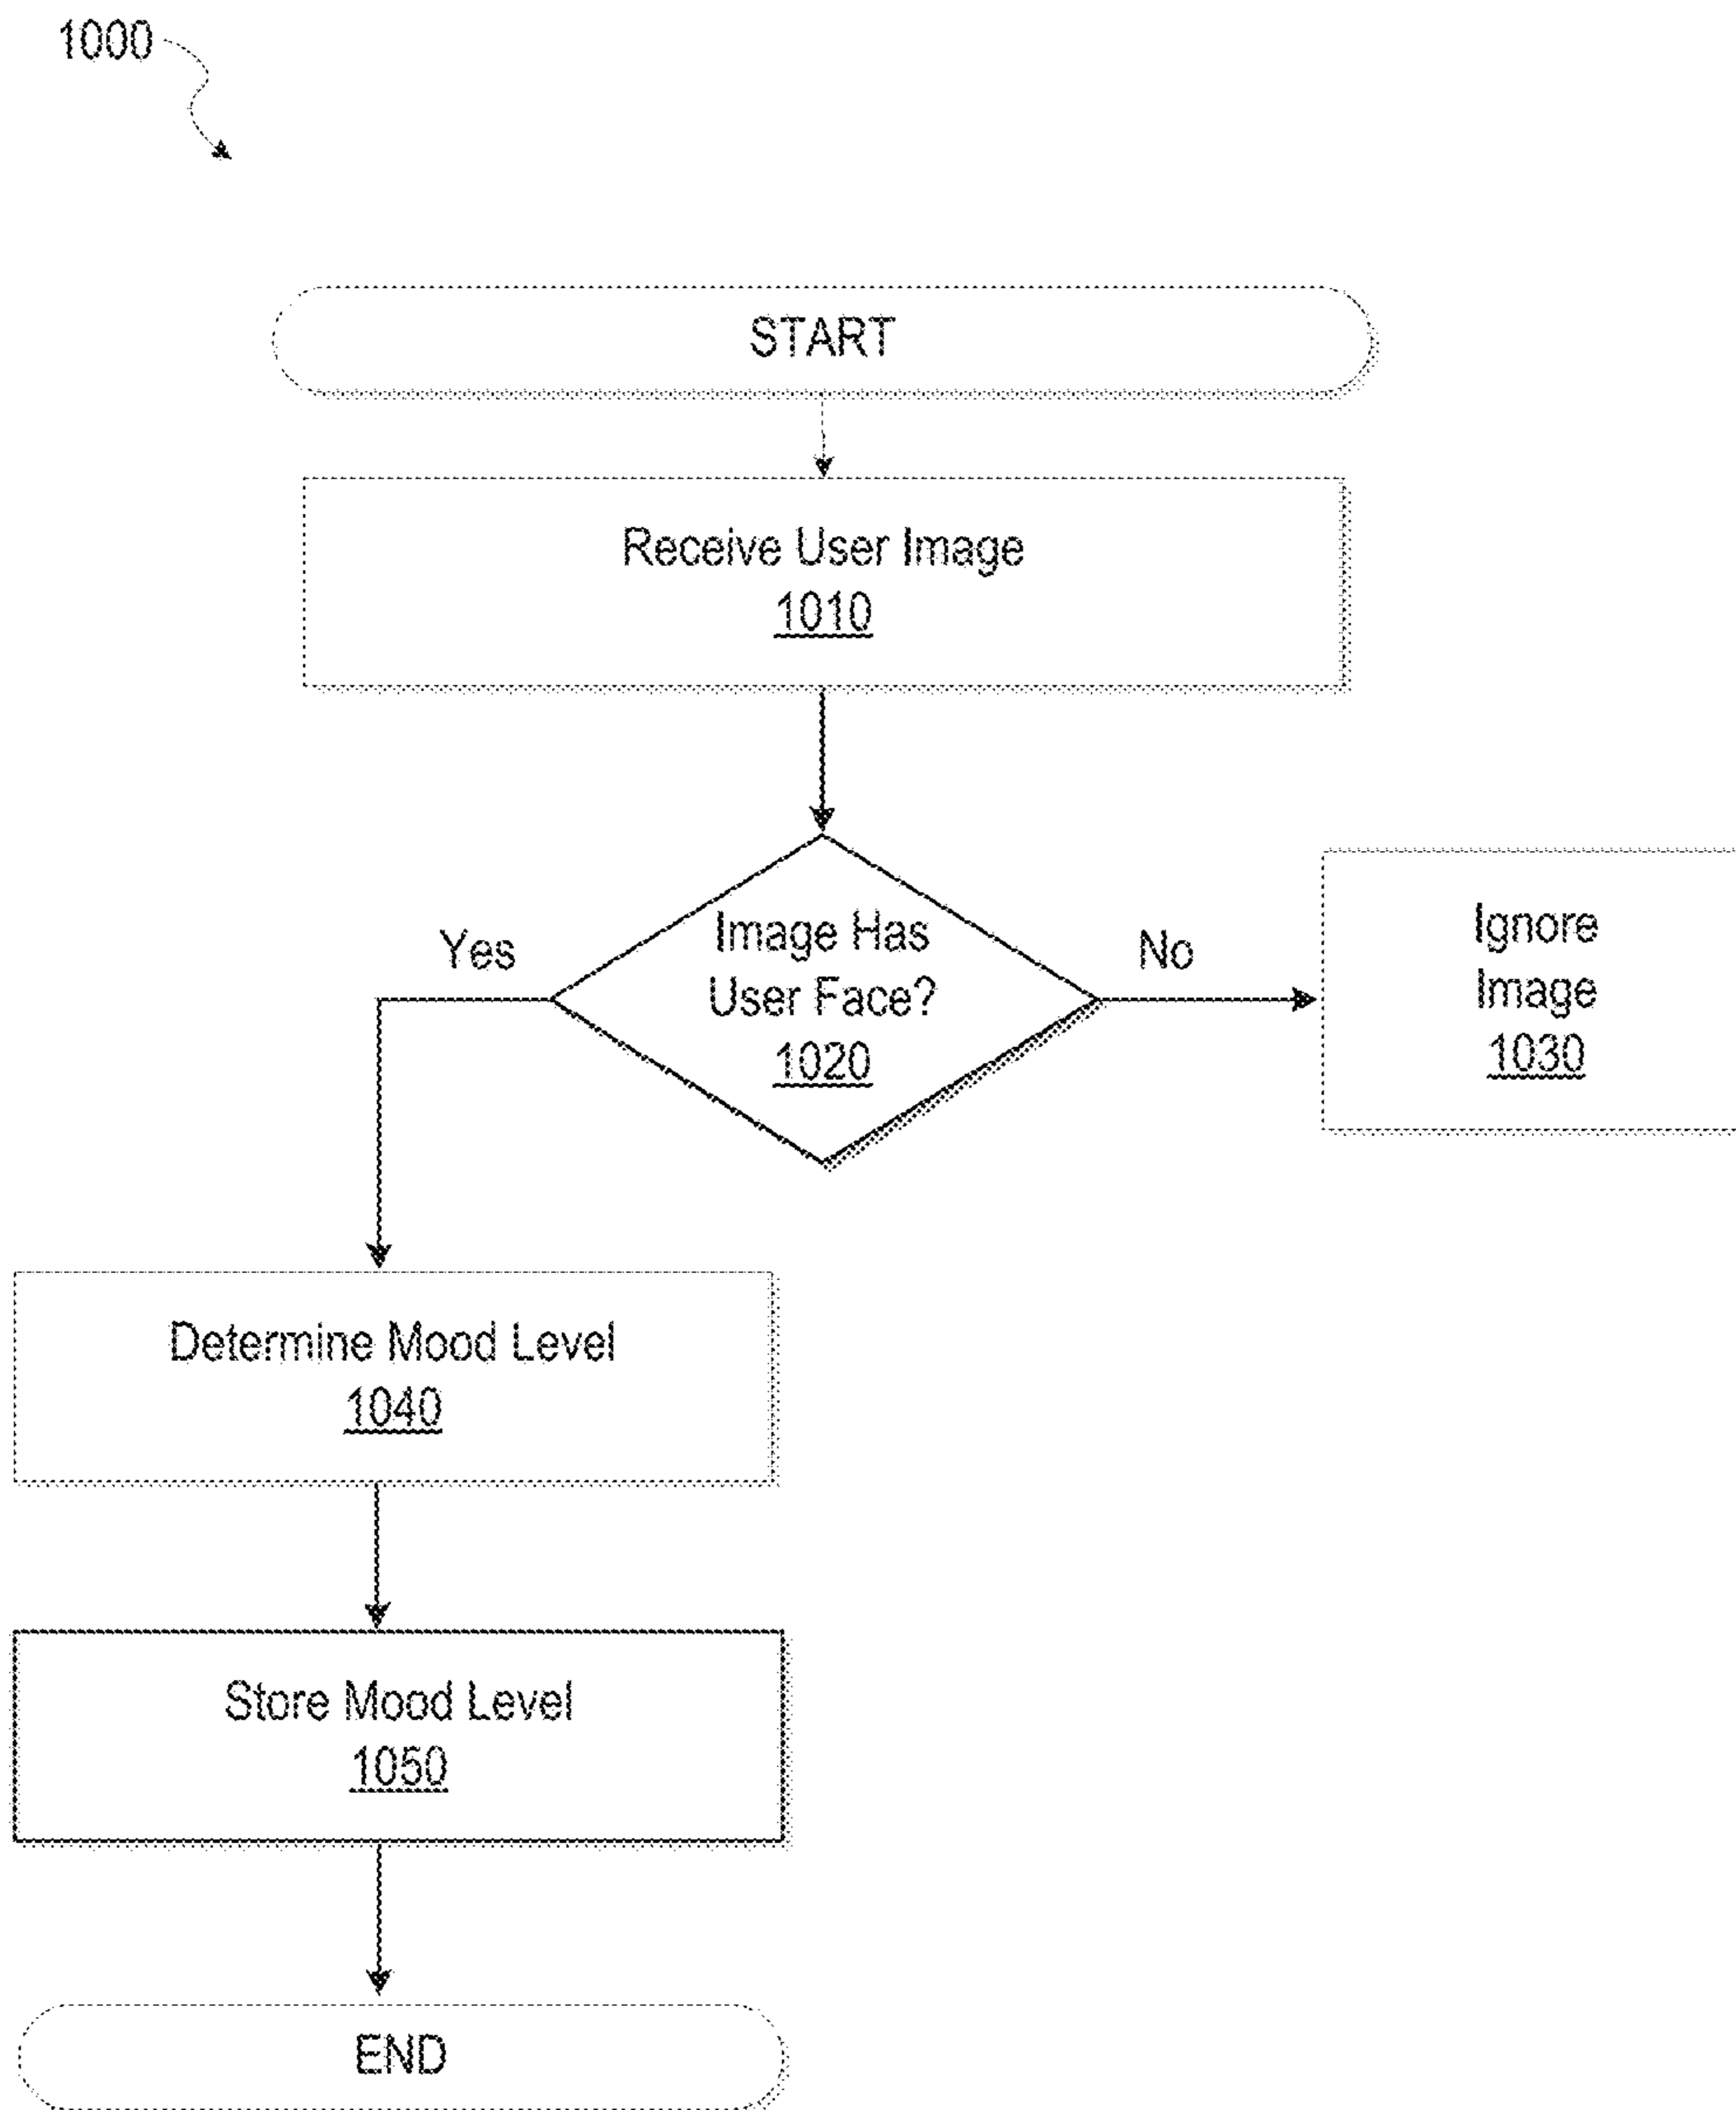 1000
START
Receive User Image
1010
Yes
Image Has
User Face?
1020
No
Ignore
Image
1030
Determine Mood Level
1040
Store Mood Level
1050
END